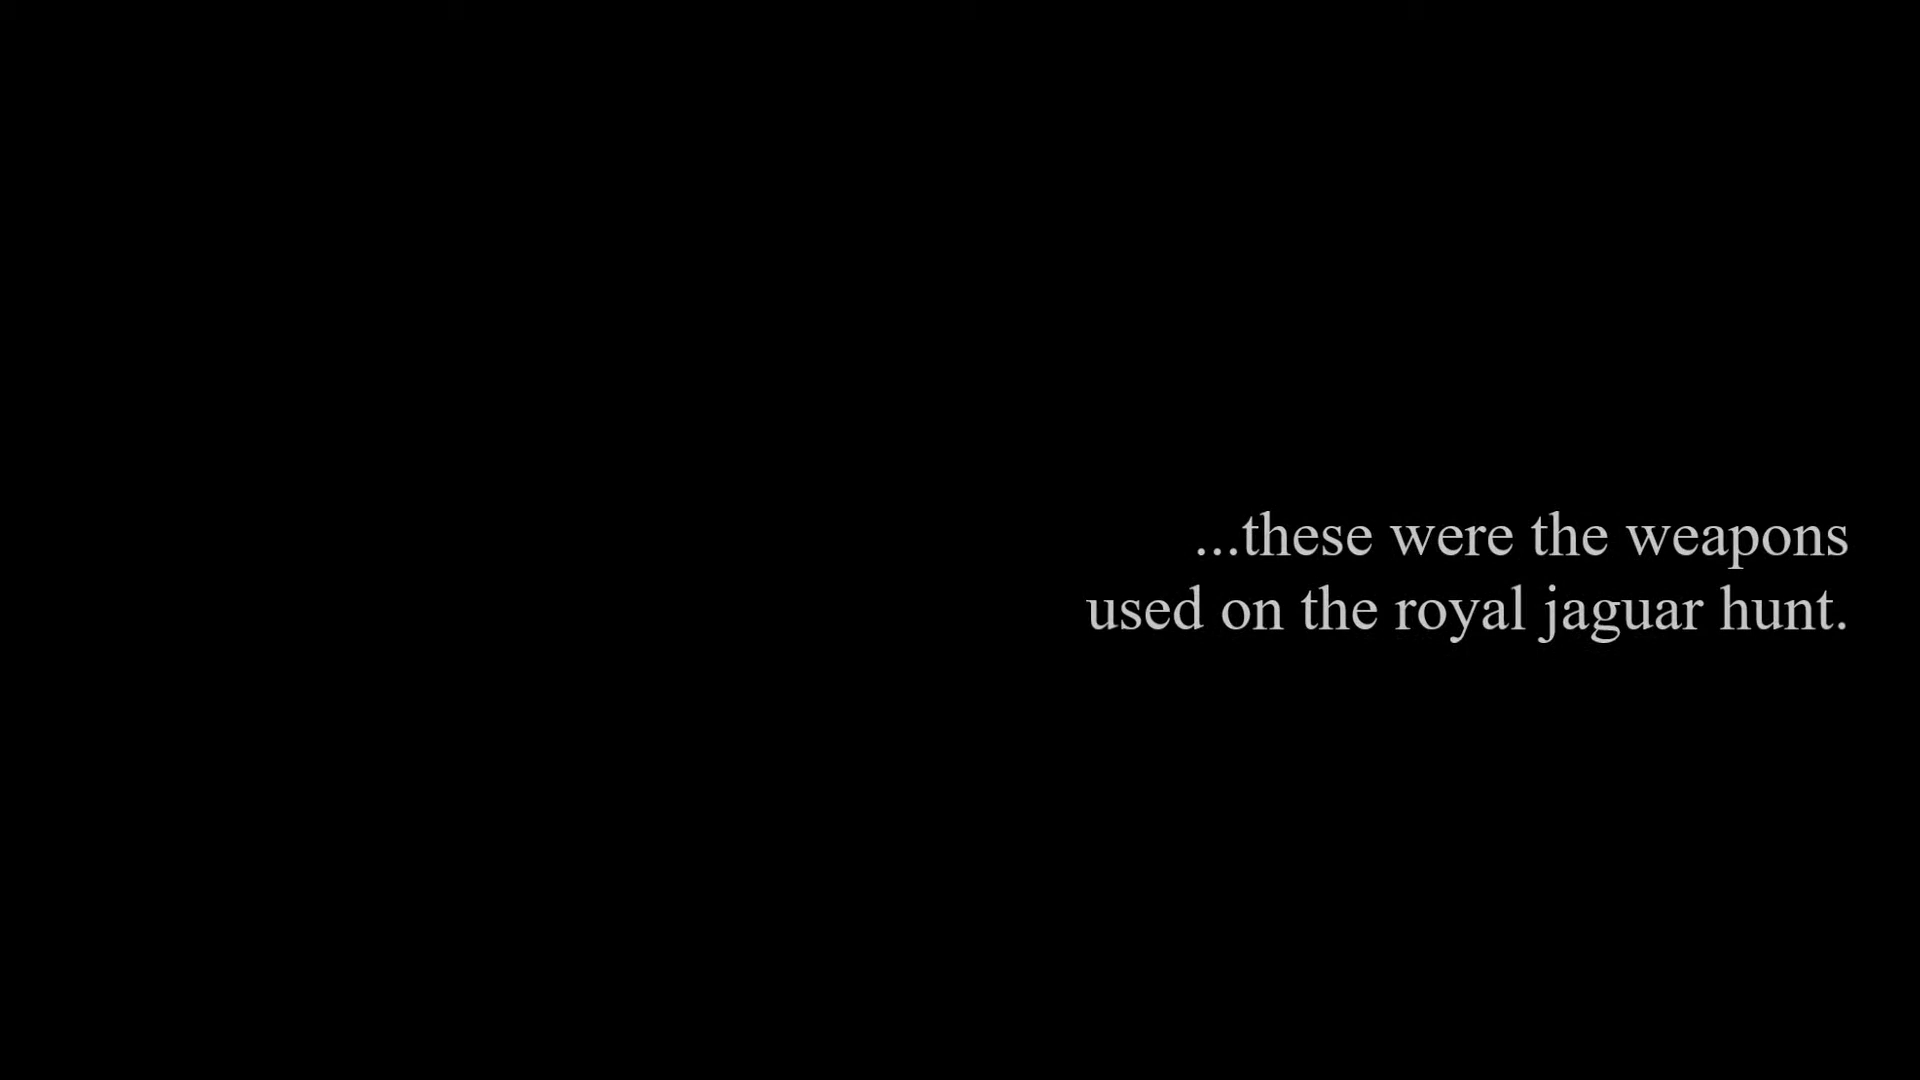 ...these were the weapons
used on the royal jaguar hunt.